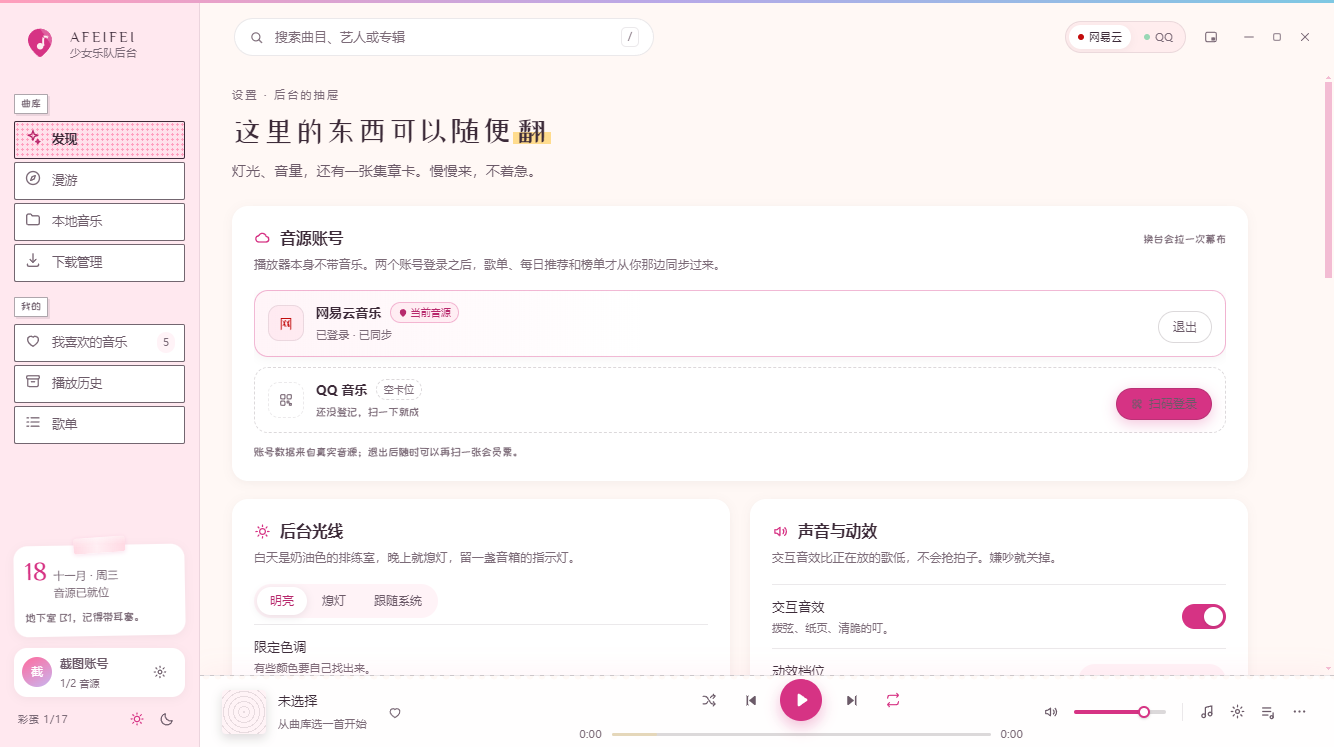 AFEIFEI
少女乐队后台
搜索曲目、艺人或专辑
/
网易云
QQ
曲库
发现
漫游
本地音乐
下载管理
我的
我喜欢的音乐
5
播放历史
歌单
18
十一月 · 周三
音源已就位
地下室 B1，记得带耳塞。
截
截图账号
1/2 音源
彩蛋 1/17
设置 · 后台的抽屉
这里的东西可以随便翻
灯光、音量，还有一张集章卡。慢慢来，不着急。
音源账号
换台会拉一次幕布
播放器本身不带音乐。两个账号登录之后，歌单、每日推荐和榜单才从你那边同步过来。
网
网易云音乐
当前音源
已登录 · 已同步
退出
QQ 音乐
空卡位
还没登记，扫一下就成
扫码登录
账号数据来自真实音源；退出后随时可以再扫一张会员票。
后台光线
白天是奶油色的排练室，晚上就熄灯，留一盏音箱的指示灯。
明亮
熄灯
跟随系统
限定色调
有些颜色要自己找出来。
声音与动效
交互音效比正在放的歌低，不会抢拍子。嫌吵就关掉。
交互音效
拨弦、纸页、清脆的叮。
动效档位
未选择
从曲库选一首开始
0:00
0:00